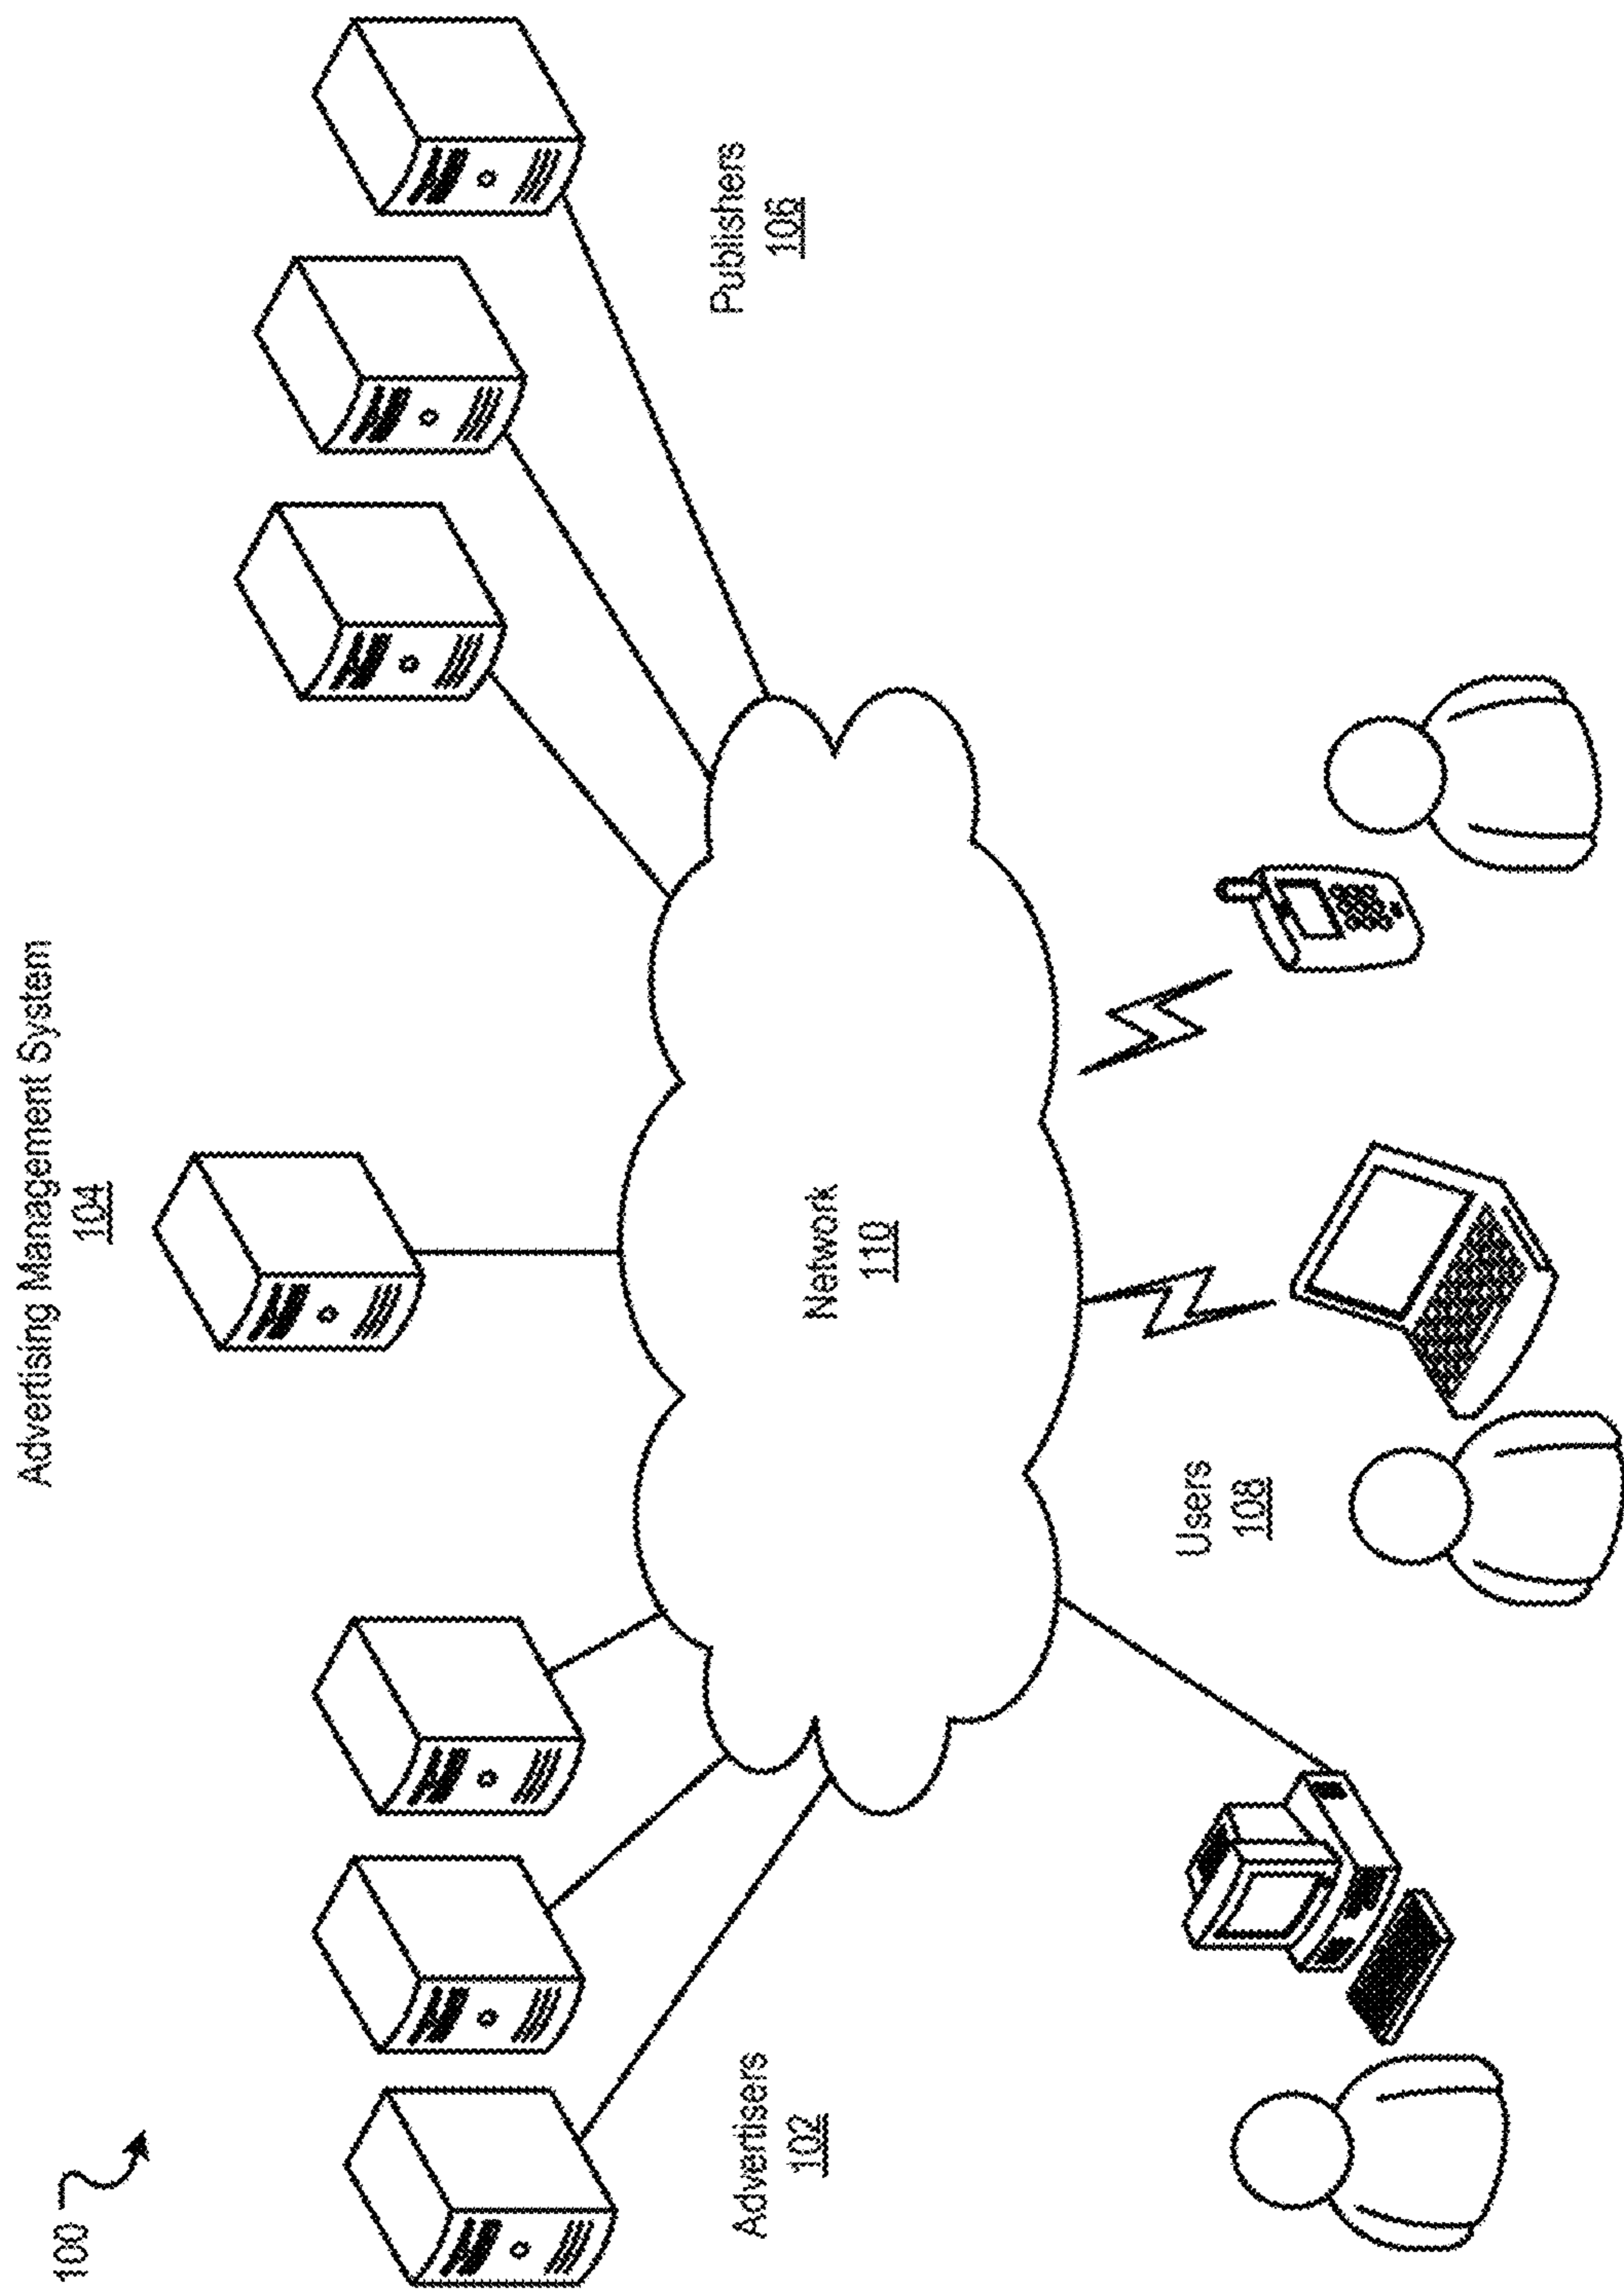 100
Advertising Management System
104
Advertisers
102
Publishers
106
Network
110
Users
108